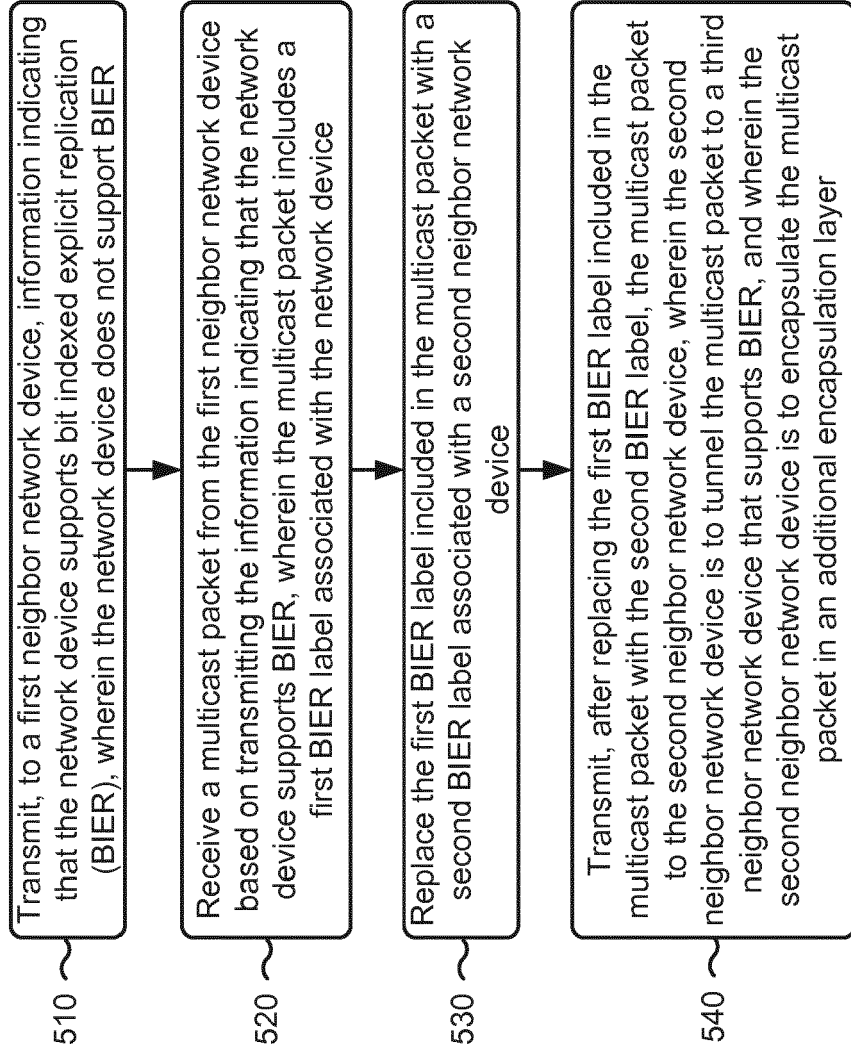 510
Transmit, to a first neighbor network device, information indicating
that the network device supports bit indexed explicit replication
(BIER), wherein the network device does not support BIER
520
Receive a multicast packet from the first neighbor network device
based on transmitting the information indicating that the network
device supports BIER, wherein the multicast packet includes a
first BIER label associated with the network device
530
Replace the first BIER label included in the multicast packet with a
second BIER label associated with a second neighbor network
device
540
Transmit, after replacing the first BIER label included in the
multicast packet with the second BIER label, the multicast packet
to the second neighbor network device, wherein the second
neighbor network device is to tunnel the multicast packet to a third
neighbor network device that supports BIER, and wherein the
second neighbor network device is to encapsulate the multicast
packet in an additional encapsulation layer